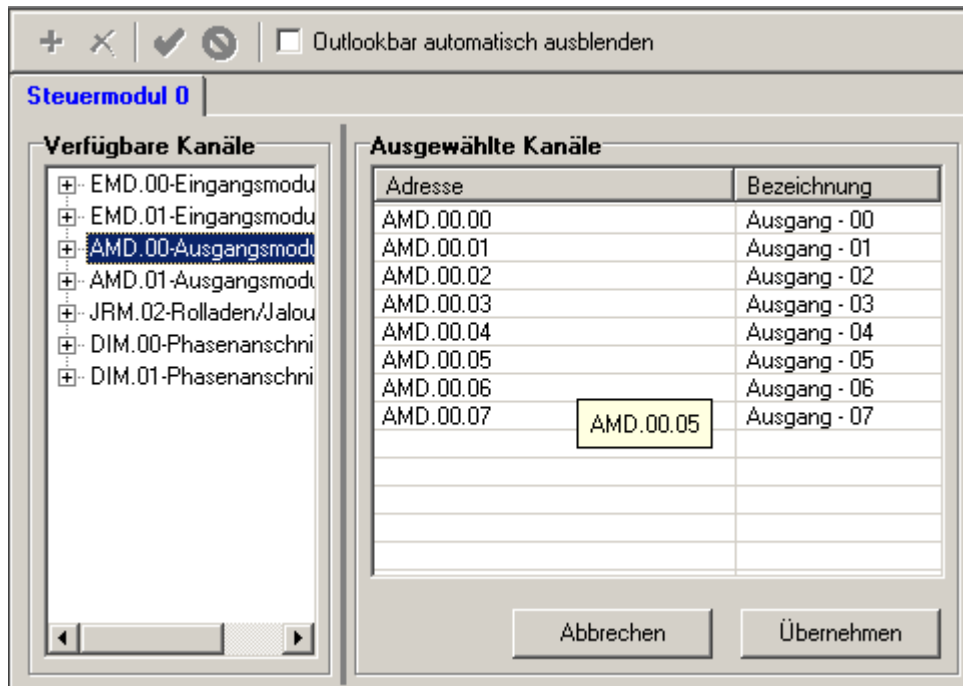 Outlookbar automatisch ausblenden
Steuermodul 0
Verfügbare Kanäle
EMD.00-Eingangsmodu
EMD.01-Eingangsmodu
AMD.00-Ausgangsmodu
AMD.01-Ausgangsmodu
JRM.02-Rolladen/Jalou
DIM.00-Phasenanschni
DIM.01-Phasenanschni
Ausgewählte Kanäle
Adresse Bezeichnung
AMD.00.00 Ausgang - 00
AMD.00.01 Ausgang - 01
AMD.00.02 Ausgang - 02
AMD.00.03 Ausgang - 03
AMD.00.04 Ausgang - 04
AMD.00.05 Ausgang - 05
AMD.00.06 Ausgang - 06
AMD.00.07 Ausgang - 07
AMD.00.05
Abbrechen Übernehmen